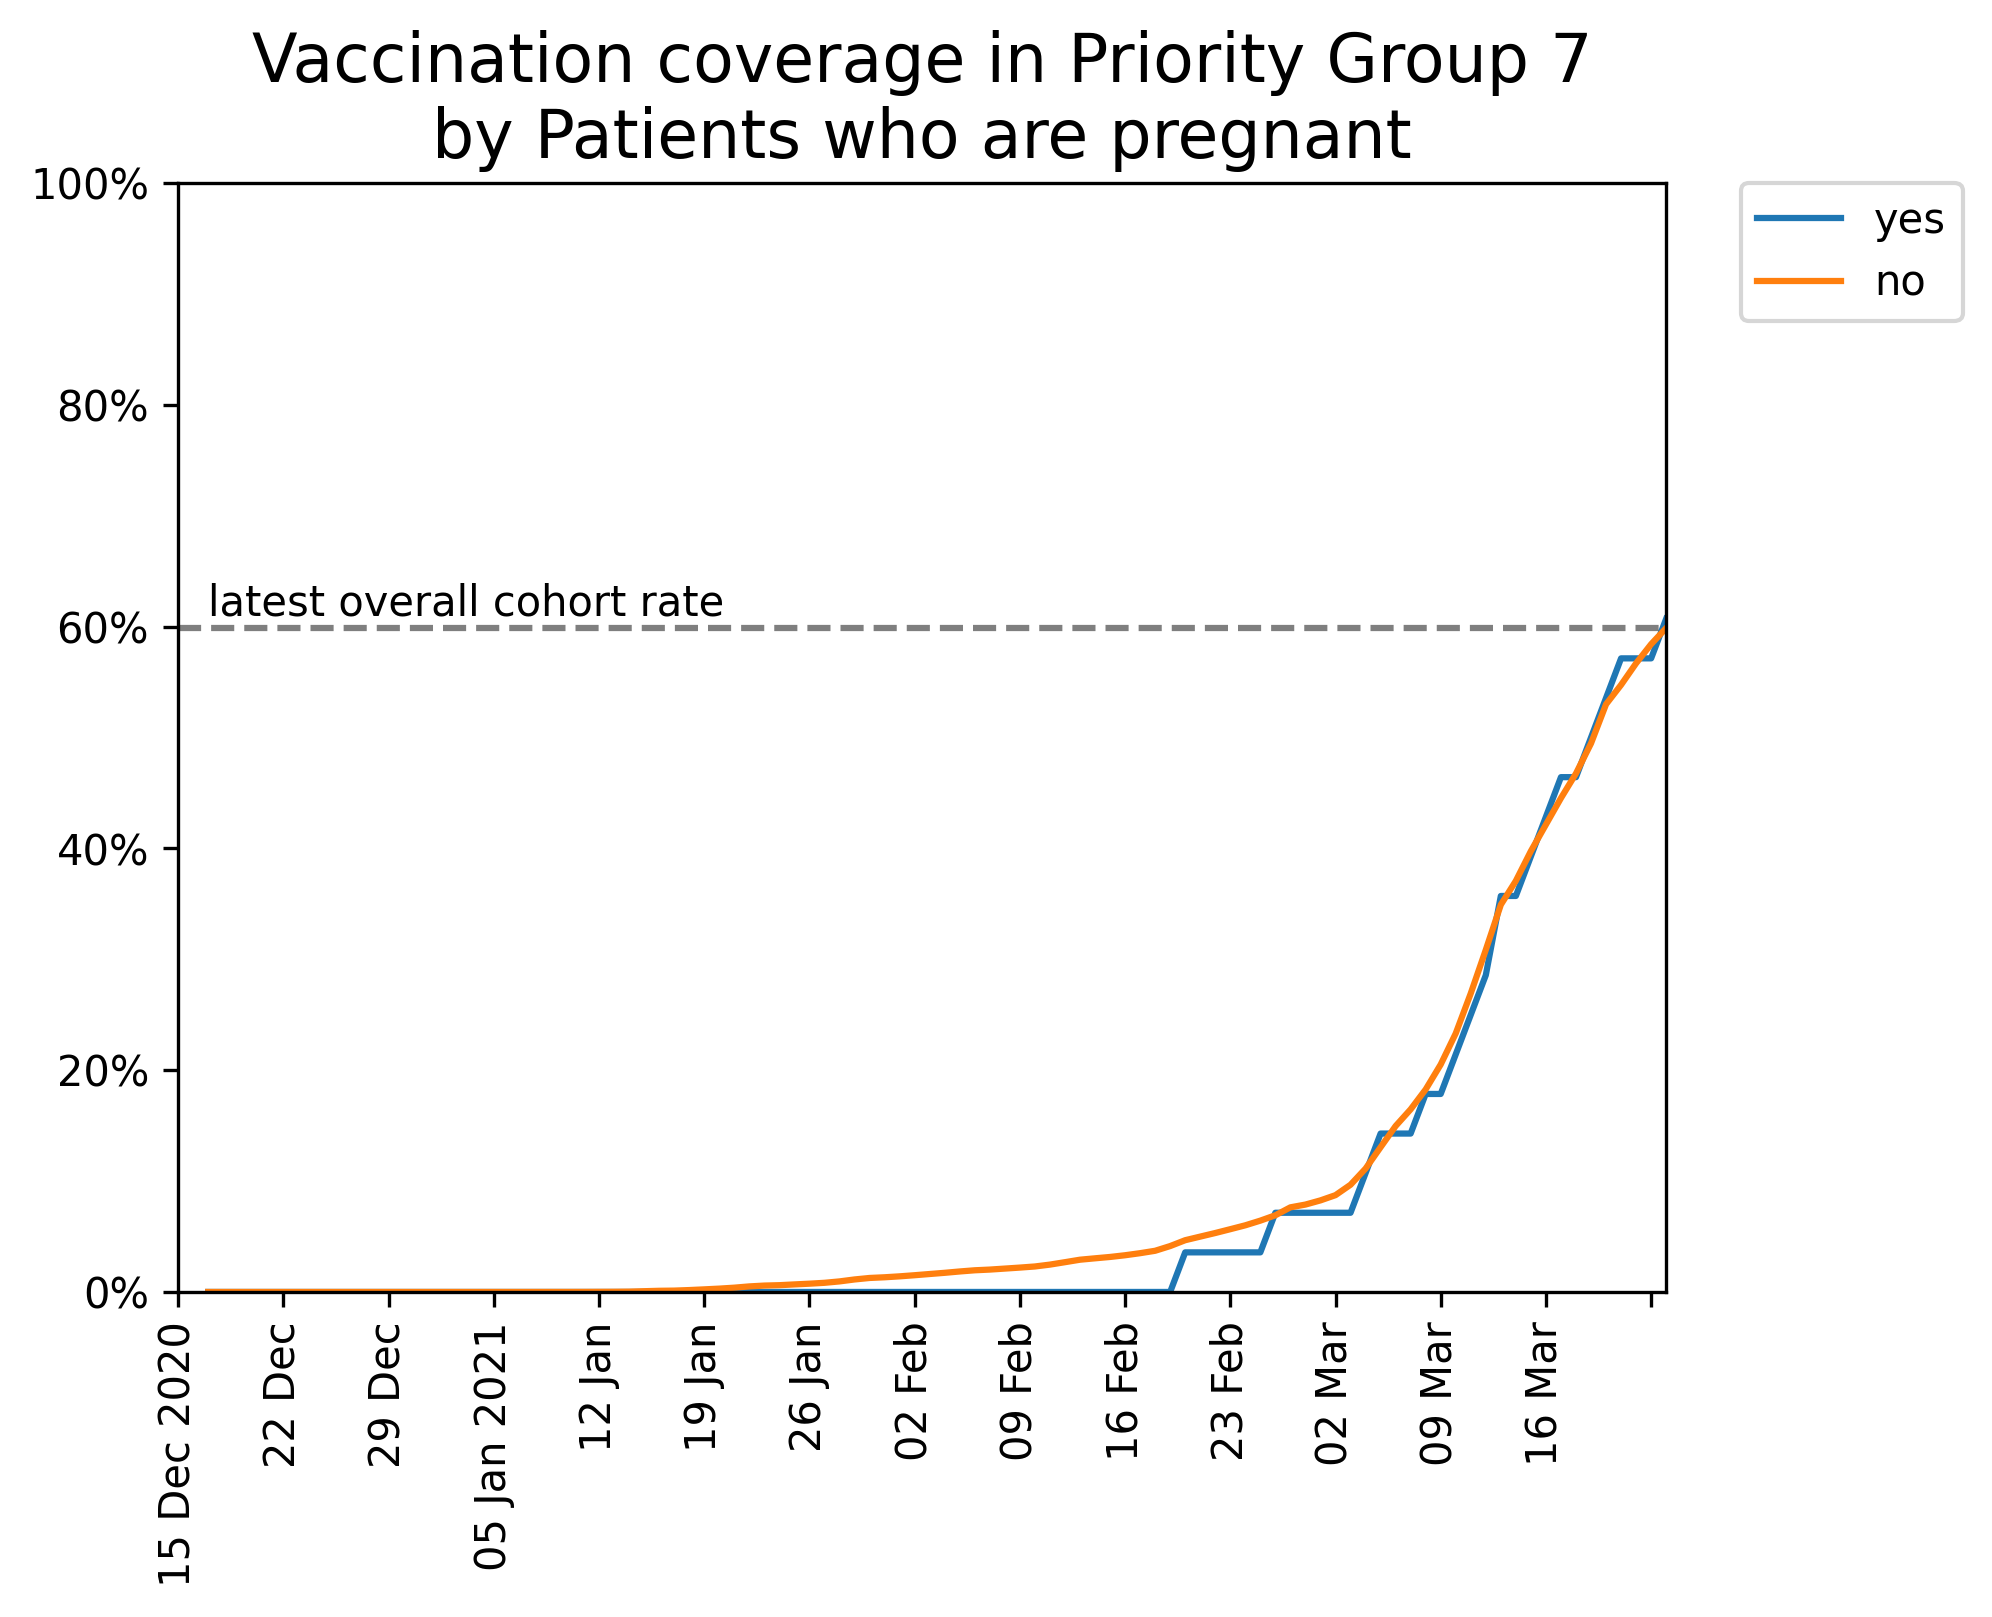 Vaccination coverage in Priority Group 7
by Patients who are pregnant
100%
80%
60%
40%
20%
0%
latest overall cohort rate
yes
no
15 Dec 2020
22 Dec
29 Dec
05 Jan 2021
12 Jan
19 Jan
26 Jan
02 Feb
09 Feb
16 Feb
23 Feb
02 Mar
09 Mar
16 Mar